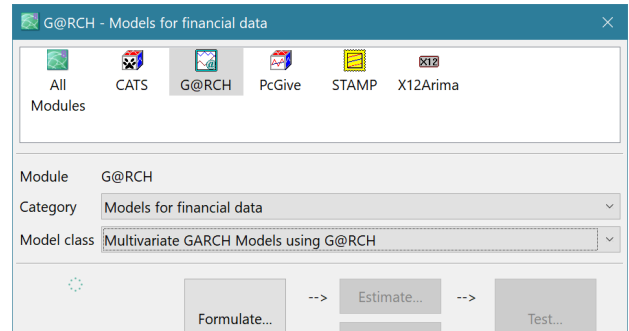 G@RCH - Models for financial data
All Modules CATS G@RCH PcGive STAMP X12 X12Arima
Module G@RCH
Category Models for financial data
Model class Multivariate GARCH Models using G@RCH
Formulate... --> Estimate... --> Test...